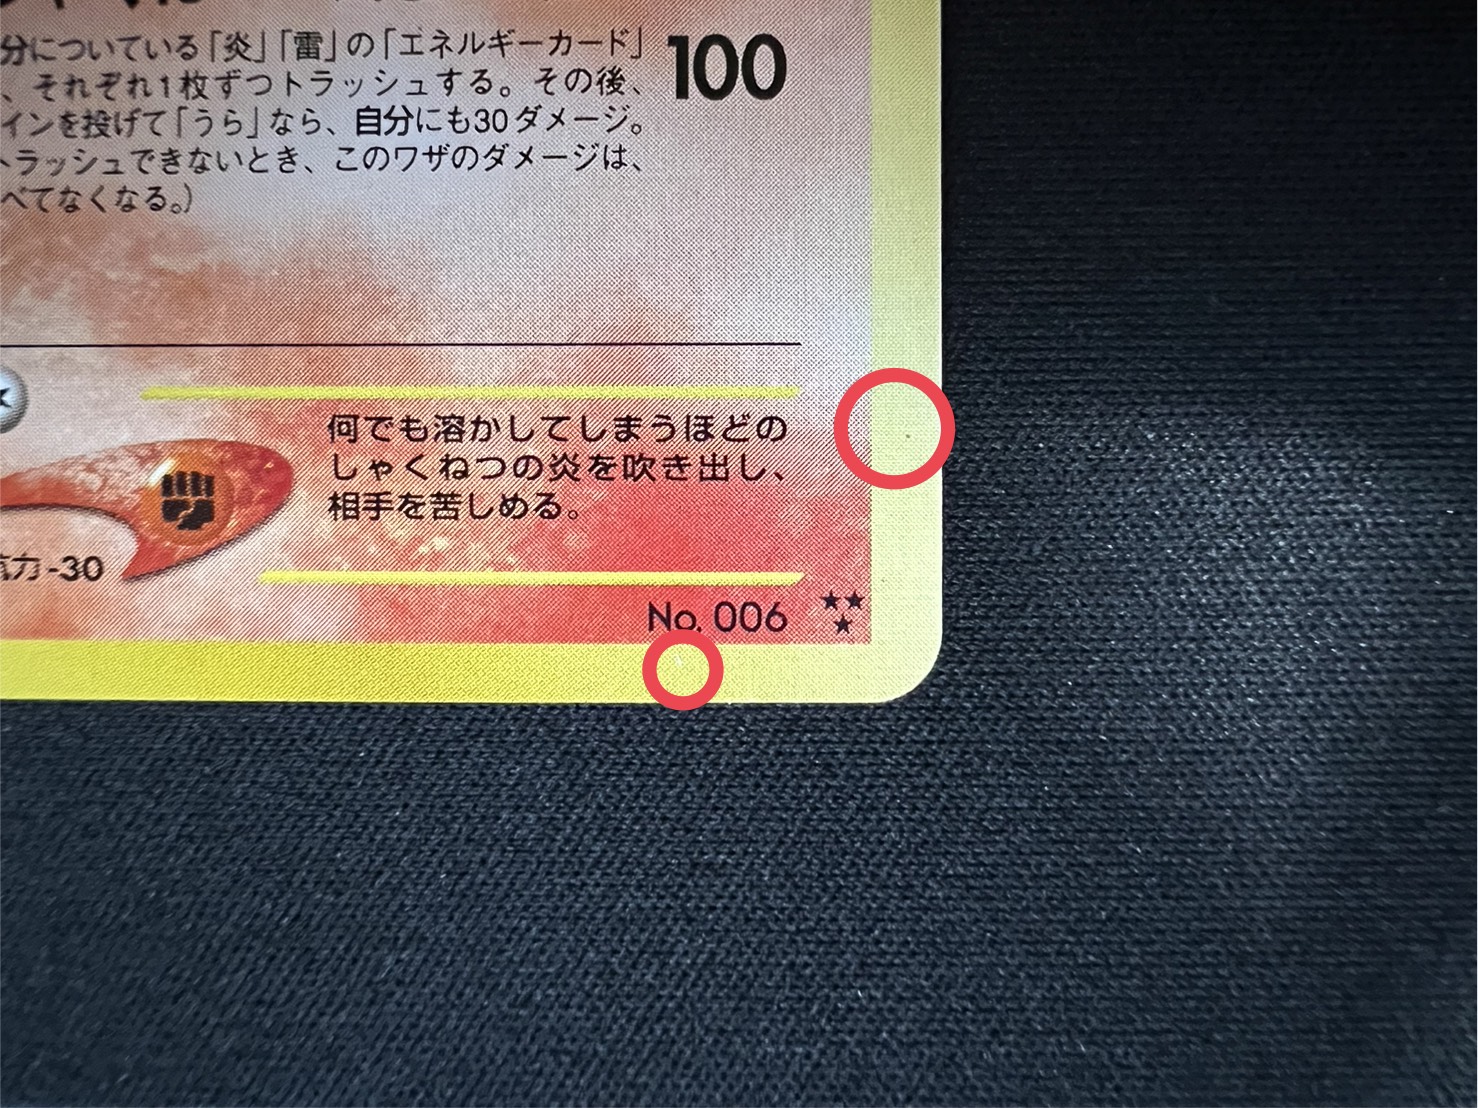 分についている「炎」「雷」の「エネルギーカード」
、それぞれ1枚ずつトラッシュする。その後、
インを投げて「うら」なら、自分にも30ダメージ。
トラッシュできないとき、このワザのダメージは、
べてなくなる。)
100
何でも溶かしてしまうほどの
しゃくねつの炎を吹き出し、
相手を苦しめる。
力-30
No. 006